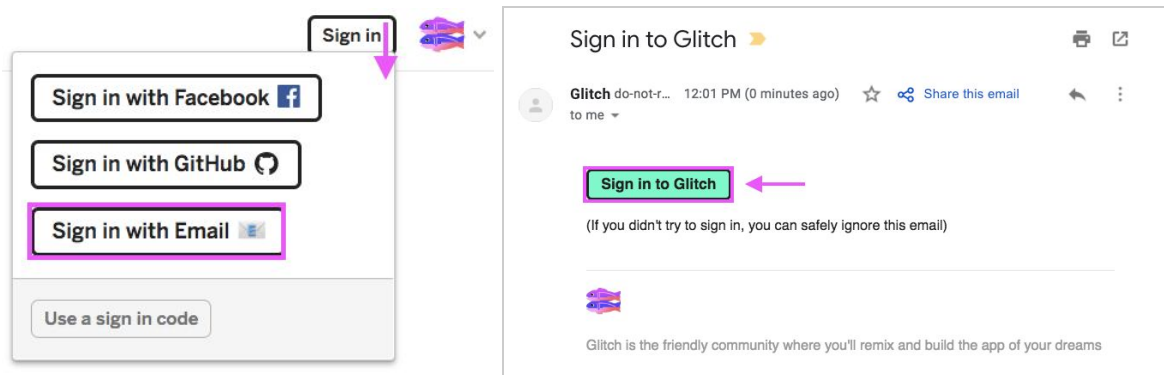 Sign in
Sign in with Facebook
Sign in with GitHub
Sign in with Email
Use a sign in code
Sign in to Glitch
Glitch do-not-r... 12:01 PM (0 minutes ago) Share this email
to me
Sign in to Glitch
(If you didn't try to sign in, you can safely ignore this email)
Glitch is the friendly community where you'll remix and build the app of your dreams